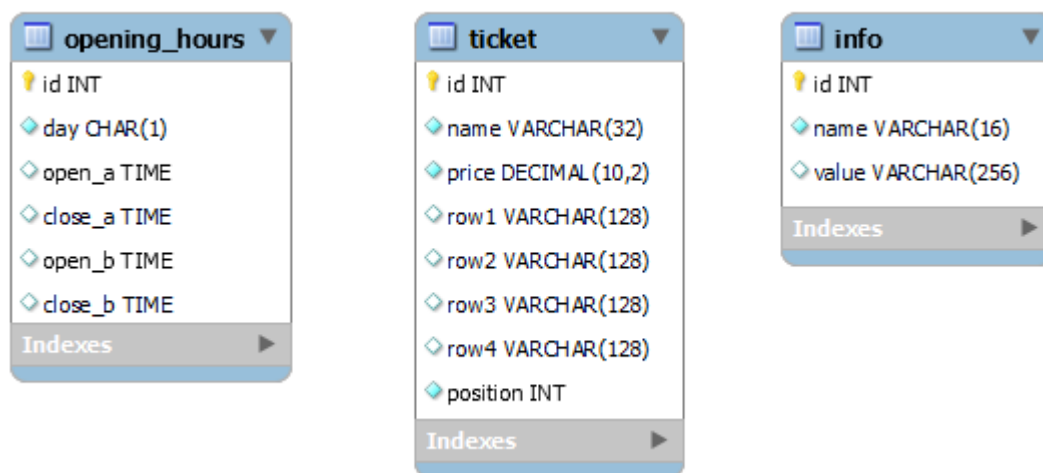 opening_hours
id INT
day CHAR(1)
open_a TIME
close_a TIME
open_b TIME
close_b TIME
Indexes
ticket
id INT
name VARCHAR(32)
price DECIMAL(10,2)
row1 VARCHAR(128)
row2 VARCHAR(128)
row3 VARCHAR(128)
row4 VARCHAR(128)
position INT
Indexes
info
id INT
name VARCHAR(16)
value VARCHAR(256)
Indexes